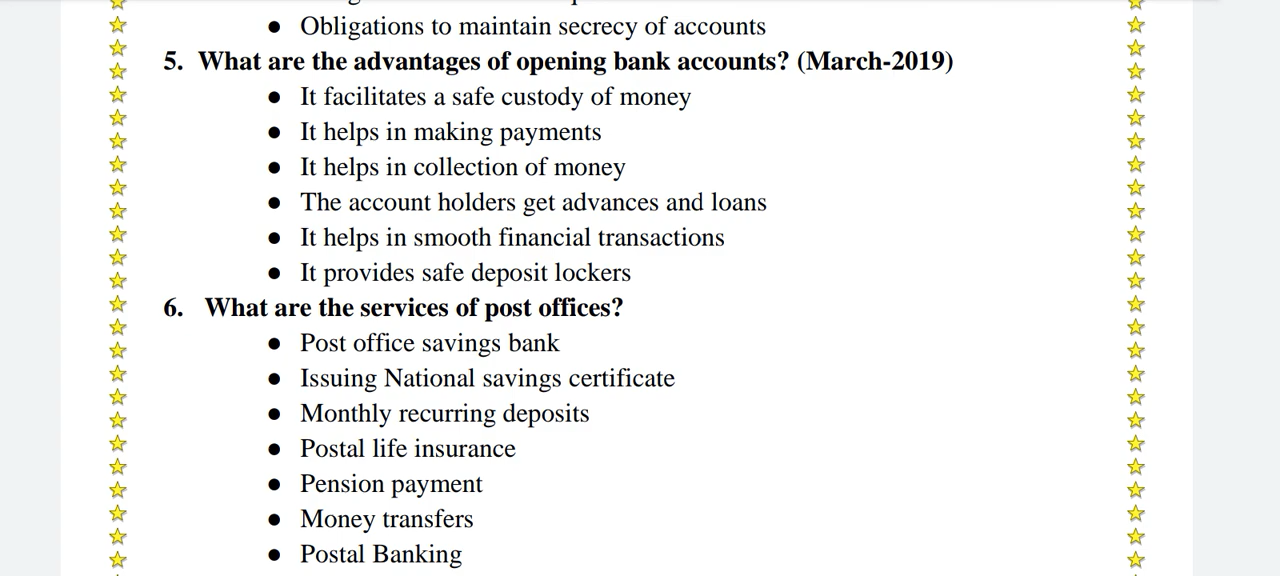 ● Obligations to maintain secrecy of accounts
5. What are the advantages of opening bank accounts? (March-2019)
● It facilitates a safe custody of money
● It helps in making payments
● It helps in collection of money
● The account holders get advances and loans
● It helps in smooth financial transactions
● It provides safe deposit lockers
6. What are the services of post offices?
● Post office savings bank
● Issuing National savings certificate
● Monthly recurring deposits
● Postal life insurance
● Pension payment
● Money transfers
● Postal Banking